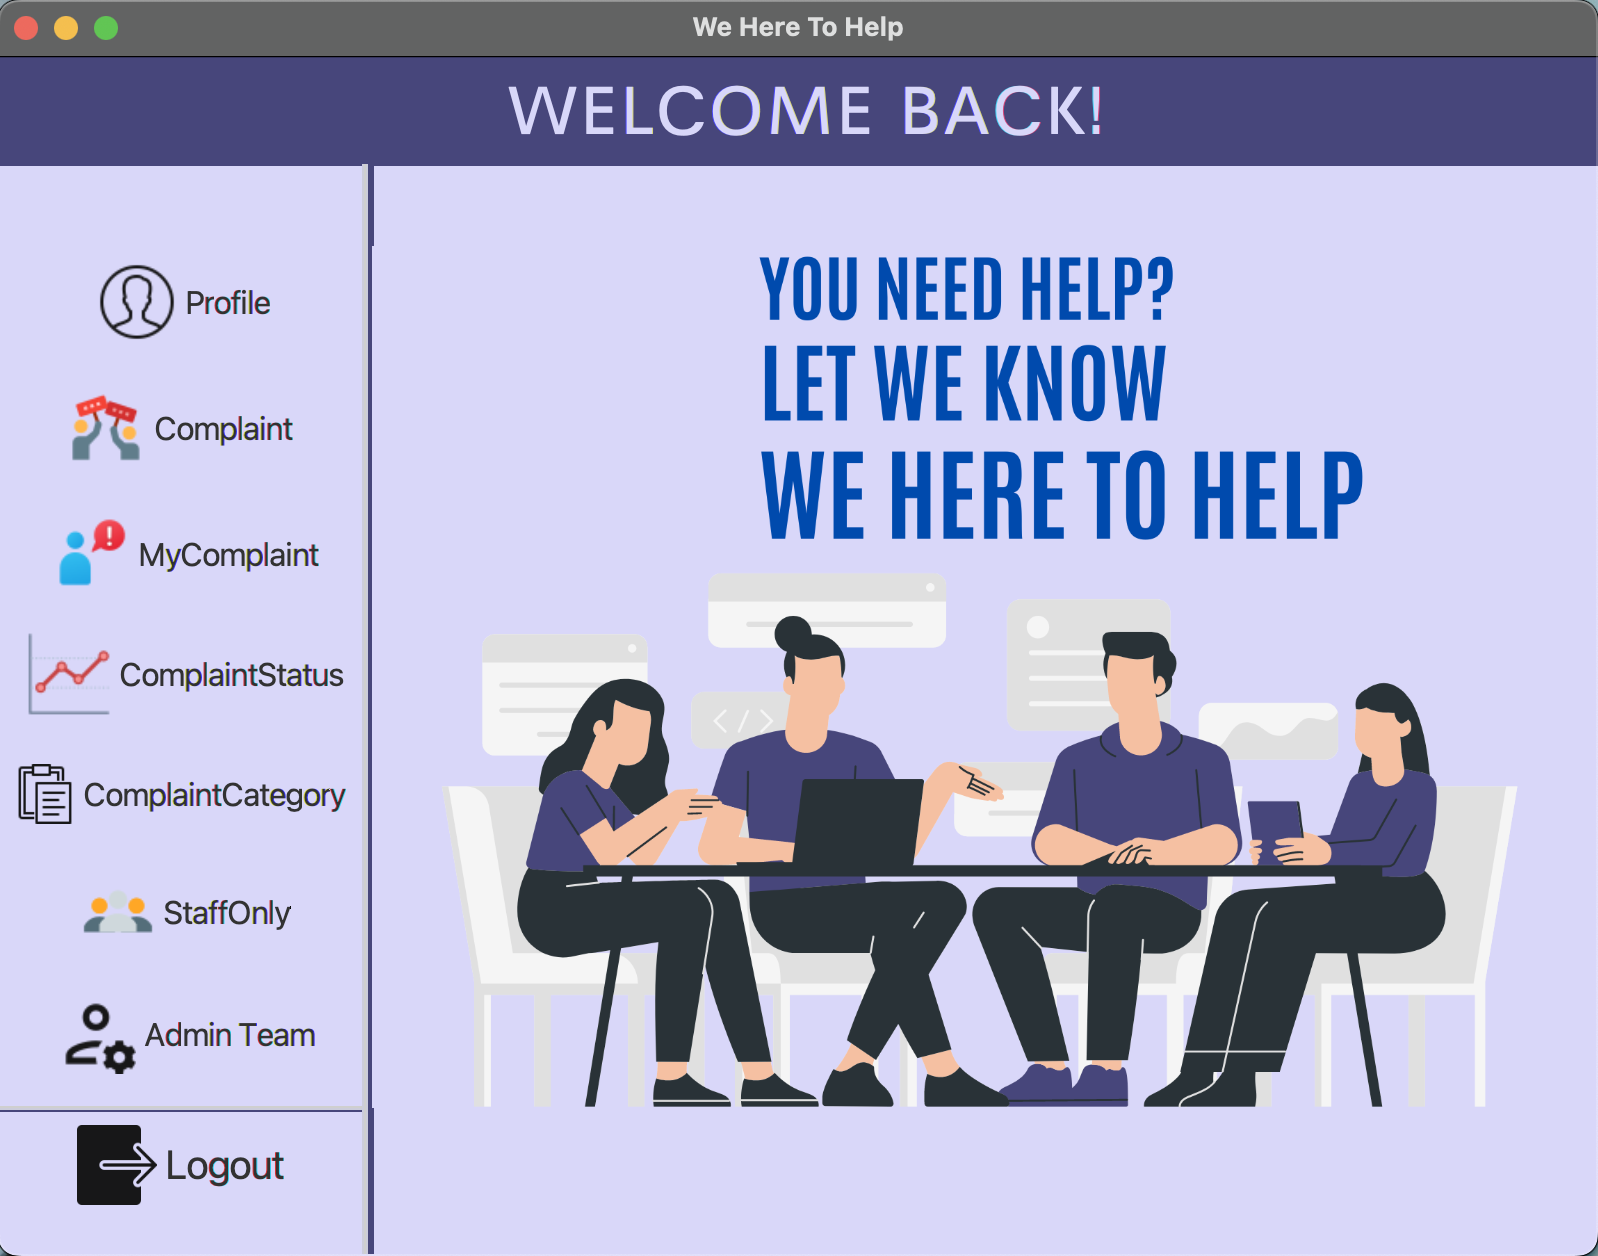 We Here To Help
WELCOME BACK!
Profile
Complaint
MyComplaint
ComplaintStatus
ComplaintCategory
StaffOnly
Admin Team
Logout
YOU NEED HELP?
LET WE KNOW
WE HERE TO HELP